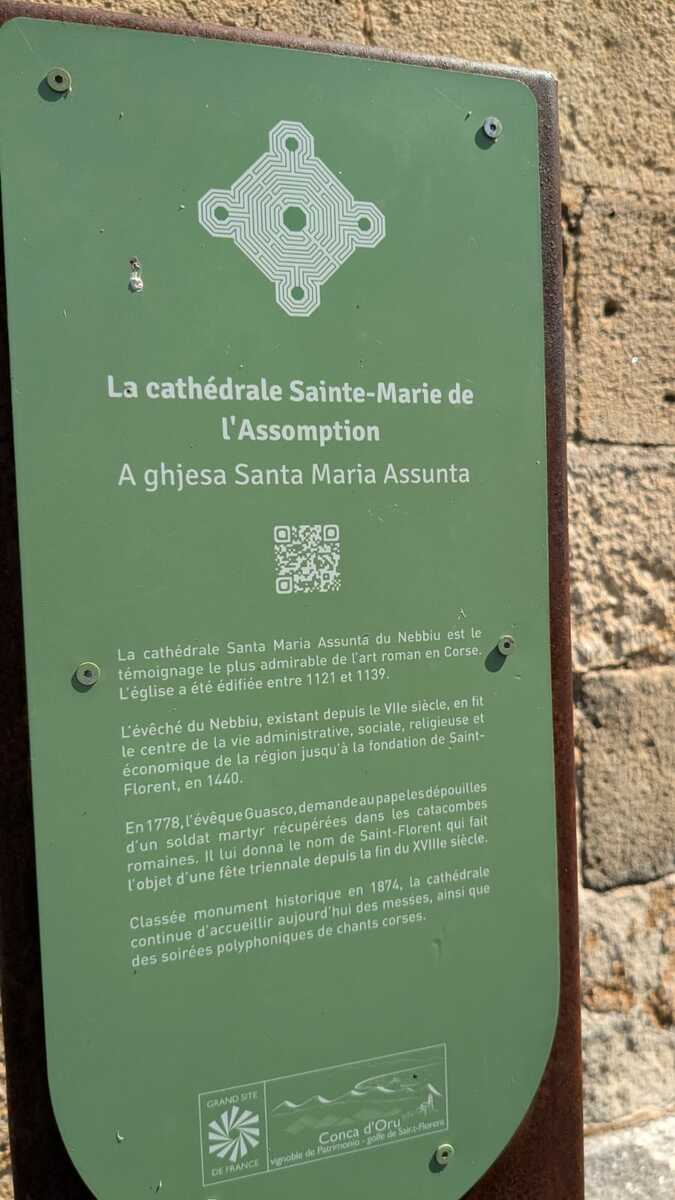 La cathédrale Sainte-Marie de
l'Assomption
A ghjesa Santa Maria Assunta
La cathédrale Santa Maria Assunta du Nebbiu est le
témoignage le plus admirable de l'art roman en Corse.
L'église a été édifiée entre 1121 et 1139.
L'évêché du Nebbiu, existant depuis le VIIe siècle, en fit
le centre de la vie administrative, sociale, religieuse et
économique de la région jusqu'à la fondation de Saint-
Florent, en 1440.
En 1778, l'évêque Guasco, demande au pape les dépouilles
d'un soldat martyr récupérées dans les catacombes
romaines. Il lui donna le nom de Saint-Florent qui fait
l'objet d'une fête triennale depuis la fin du XVIIIe siècle.
Classée monument historique en 1874, la cathédrale
continue d'accueillir aujourd'hui des messes, ainsi que
des soirées polyphoniques de chants corses.
GRAND SITE
DE FRANCE
Conca d'Oru
vignoble de Patrimonio - golfe de Saint-Florent